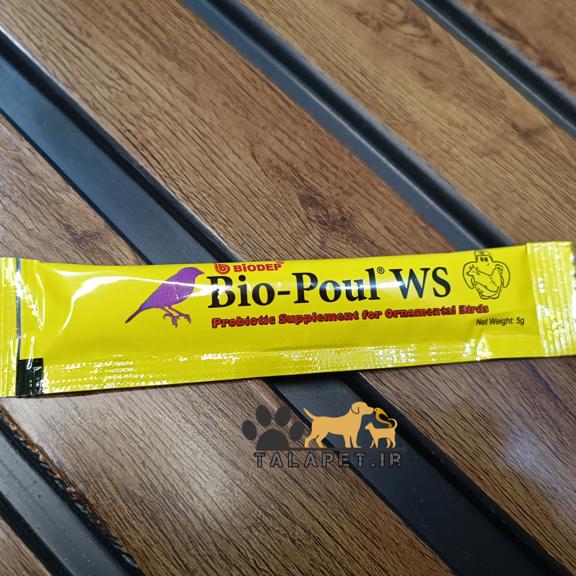 BIODEP
Bio-Poul® WS
Probiotic Supplement for Ornamental Birds
Net Weight: 5g
TALAPET.IR